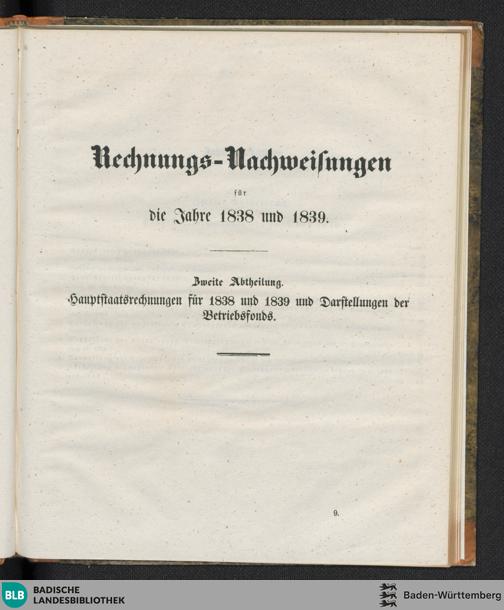 Rechnungs-Nachweisungen
für
die Jahre 1838 und 1839.
Zweite Abtheilung.
Hauptstaatsrechnungen für 1838 und 1839 und Darstellungen der
Betriebsfonds.
9.
BLB BADISCHE
LANDESBIBLIOTHEK
Baden-Württemberg